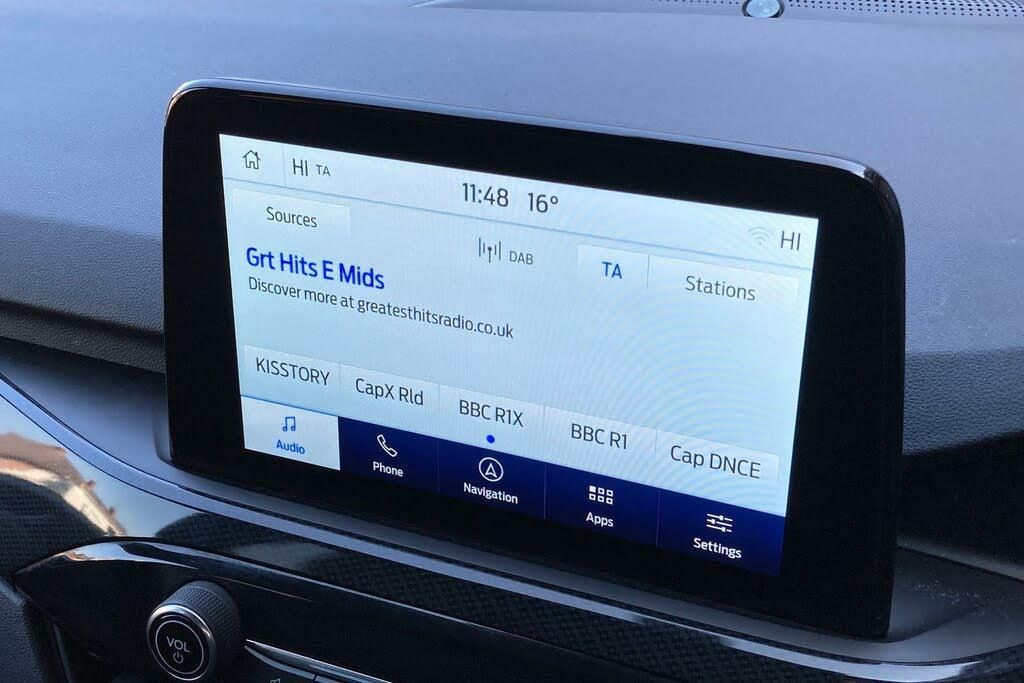 HI TA
11:48 16°
HI
Sources
DAB
TA
Stations
Grt Hits E Mids
Discover more at greatesthitsradio.co.uk
KISSTORY
CapX Rld
BBC R1X
BBC R1
Cap DNCE
Audio
Phone
Navigation
Apps
Settings
VOL